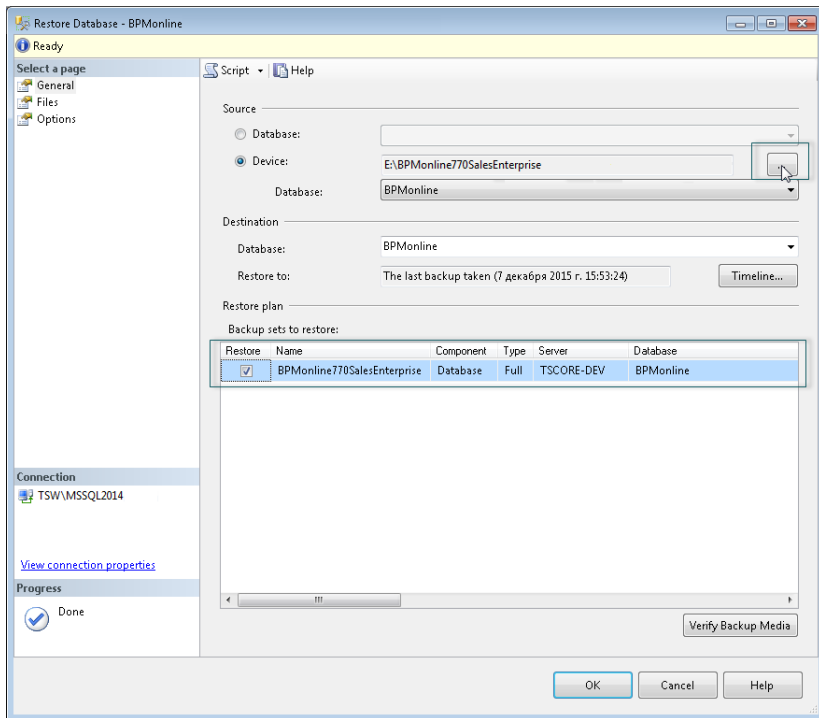 Restore Database - BPMonline
Ready
Select a page
General
Files
Options
Script Help
Source
Database:
Device: E:\BPMonline770SalesEnterprise ...
Database: BPMonline
Destination
Database: BPMonline
Restore to: The last backup taken (7 декабря 2015 г. 15:53:24) Timeline...
Restore plan
Backup sets to restore:
Restore Name Component Type Server Database
BPMonline770SalesEnterprise Database Full TSCORE-DEV BPMonline
Connection
TSW\MSSQL2014
View connection properties
Progress
Done
Verify Backup Media
OK Cancel Help